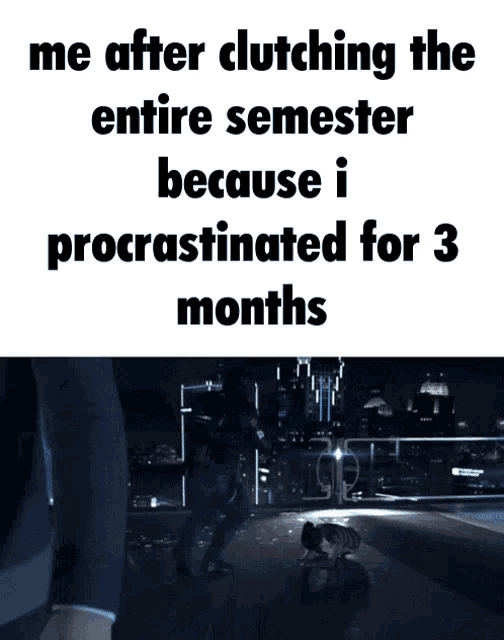 me after clutching the
entire semester
because i
procrastinated for 3
months